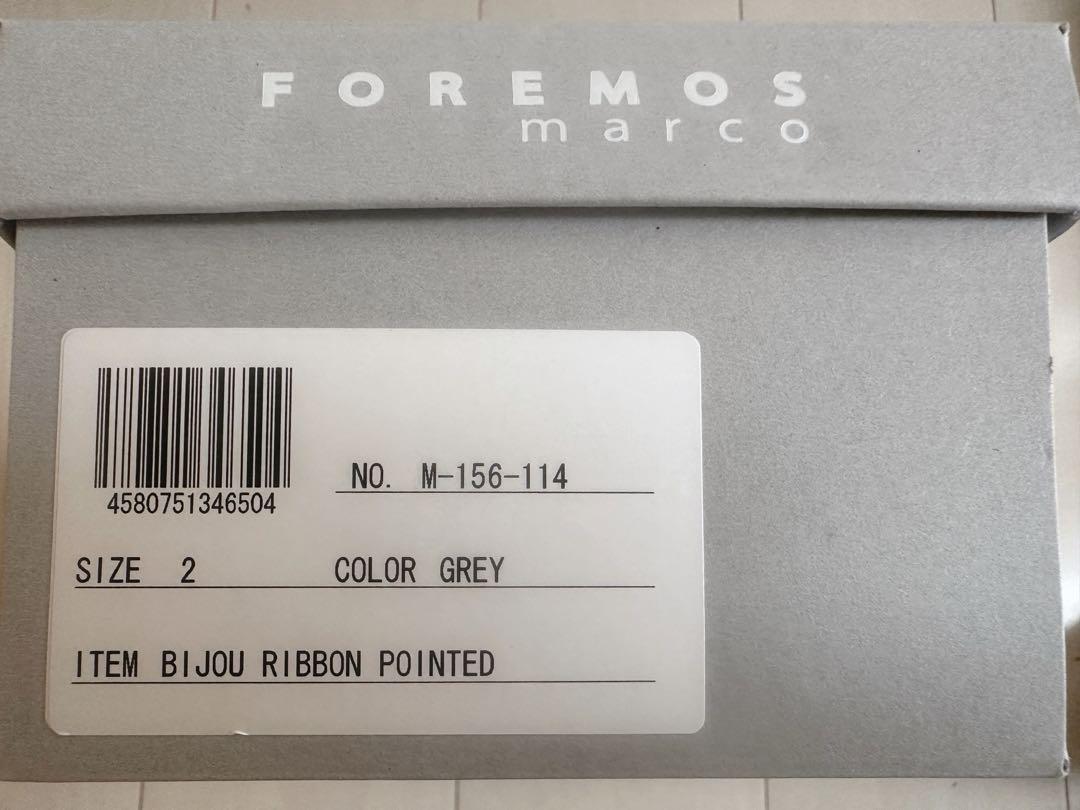 FOREMOS
marco
NO. M-156-114
4580751346504
SIZE 2 COLOR GREY
ITEM BIJOU RIBBON POINTED